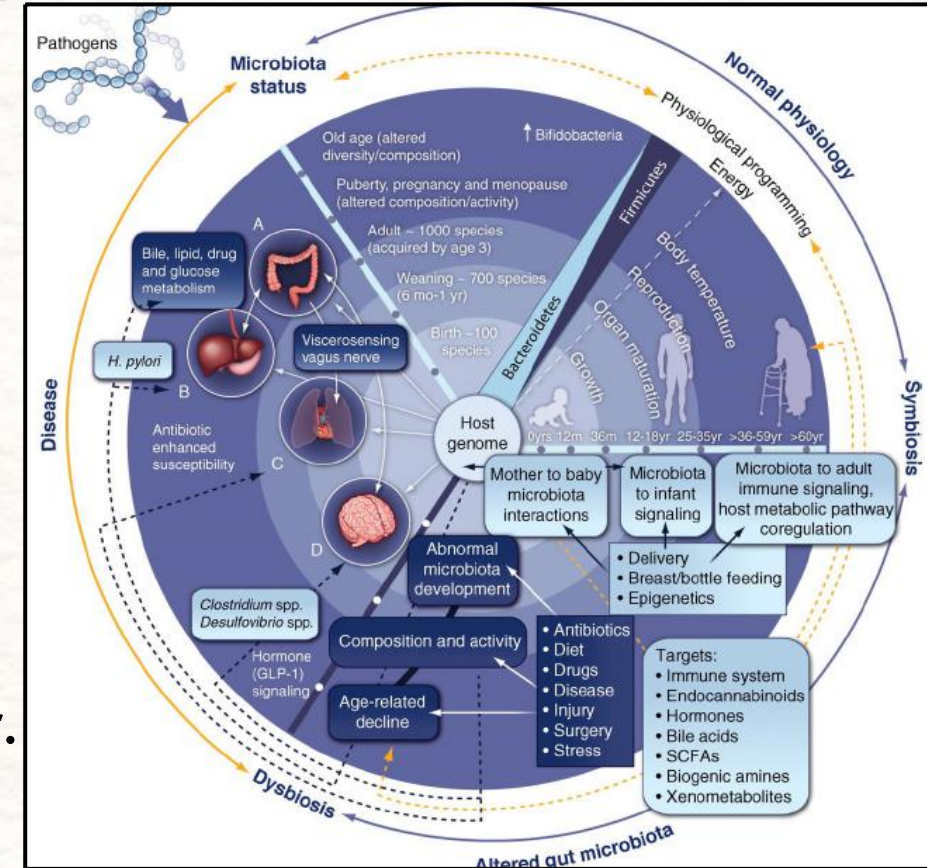 Pathogens
Microbiota
status
Normal physiology
Physiological programming
Energy
Old age (altered
diversity/composition)
↑ Bifidobacteria
Puberty, pregnancy and menopause
(altered composition/activity)
Adult ~ 1000 species
(acquired by age 3)
Weaning ~ 700 species
(6 mo-1 yr)
Birth ~100
species
Bacteroidetes
Firmicutes
Body temperature
Reproduction
Organ maturation
Growth
A
Bile, lipid, drug
and glucose
metabolism
Viscerosensing
vagus nerve
H. pylori
B
Disease
Antibiotic
enhanced
susceptibility
C
D
Host
genome
0yrs 12m 36m 12-18yr 25-35yr >36-59yr >60yr
Symbiosis
Mother to baby
microbiota
interactions
Microbiota
to infant
signaling
Microbiota to adult
immune signaling,
host metabolic pathway
coregulation
• Delivery
• Breast/bottle feeding
• Epigenetics
Abnormal
microbiota
development
Clostridium spp.
Desulfovibrio spp.
Composition and activity
Hormone
(GLP-1)
signaling
Age-related
decline
• Antibiotics
• Diet
• Drugs
• Disease
• Injury
• Surgery
• Stress
Targets:
• Immune system
• Endocannabinoids
• Hormones
• Bile acids
• SCFAs
• Biogenic amines
• Xenometabolites
Dysbiosis
Altered gut microbiota